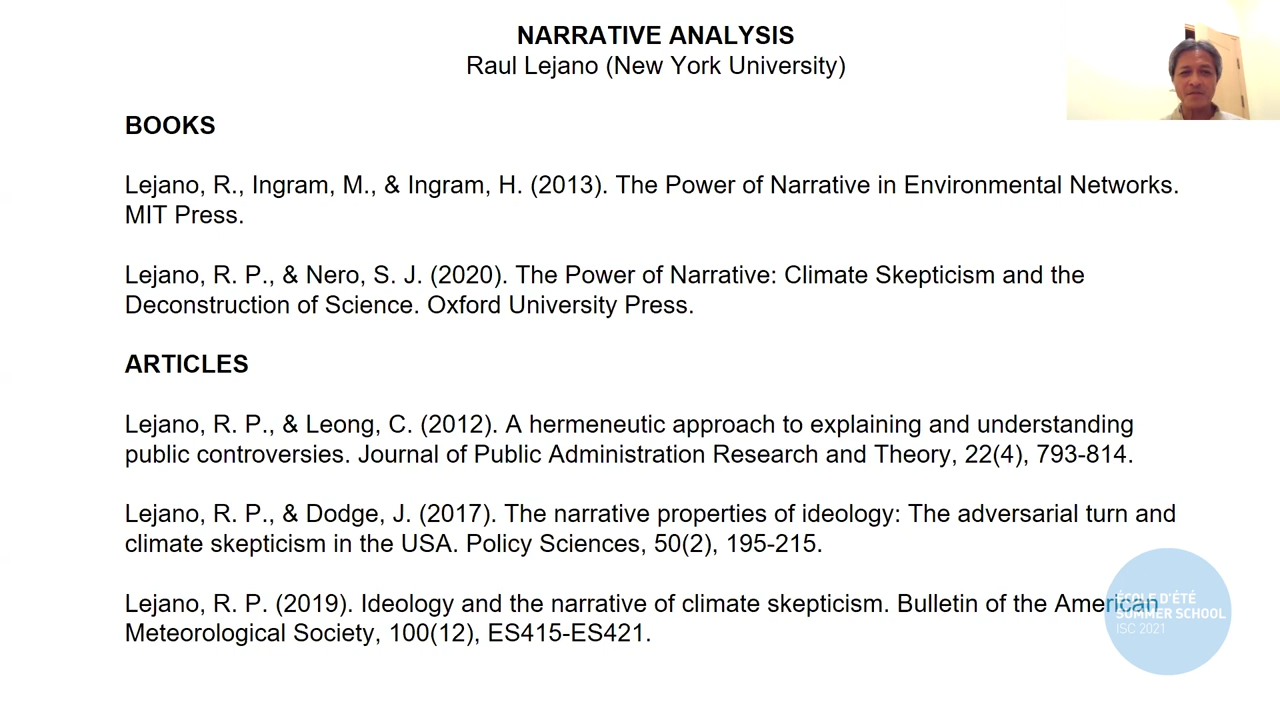 NARRATIVE ANALYSIS
Raul Lejano (New York University)
BOOKS
Lejano, R., Ingram, M., & Ingram, H. (2013). The Power of Narrative in Environmental Networks.
MIT Press.
Lejano, R. P., & Nero, S. J. (2020). The Power of Narrative: Climate Skepticism and the
Deconstruction of Science. Oxford University Press.
ARTICLES
Lejano, R. P., & Leong, C. (2012). A hermeneutic approach to explaining and understanding
public controversies. Journal of Public Administration Research and Theory, 22(4), 793-814.
Lejano, R. P., & Dodge, J. (2017). The narrative properties of ideology: The adversarial turn and
climate skepticism in the USA. Policy Sciences, 50(2), 195-215.
Lejano, R. P. (2019). Ideology and the narrative of climate skepticism. Bulletin of the American
Meteorological Society, 100(12), ES415-ES421.
ÉCOLE D'ÉTÉ
SUMMER SCHOOL
ISC 2021